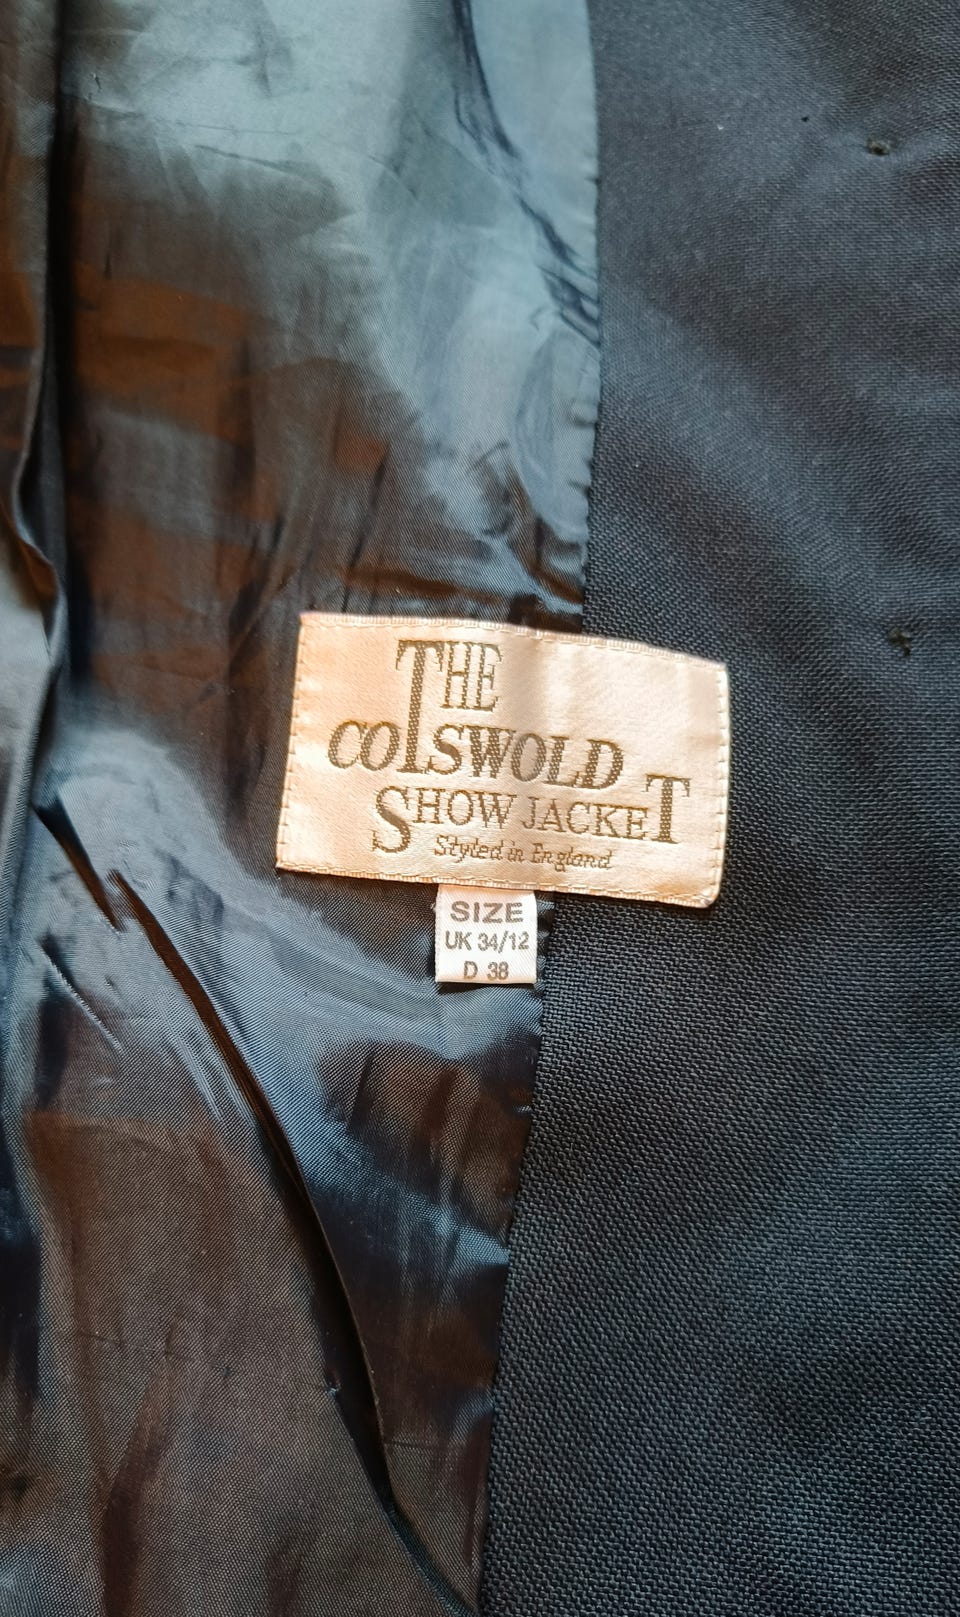 THE
COTSWOLD
SHOW JACKET
Styled in England
SIZE
UK 34/12
D 38